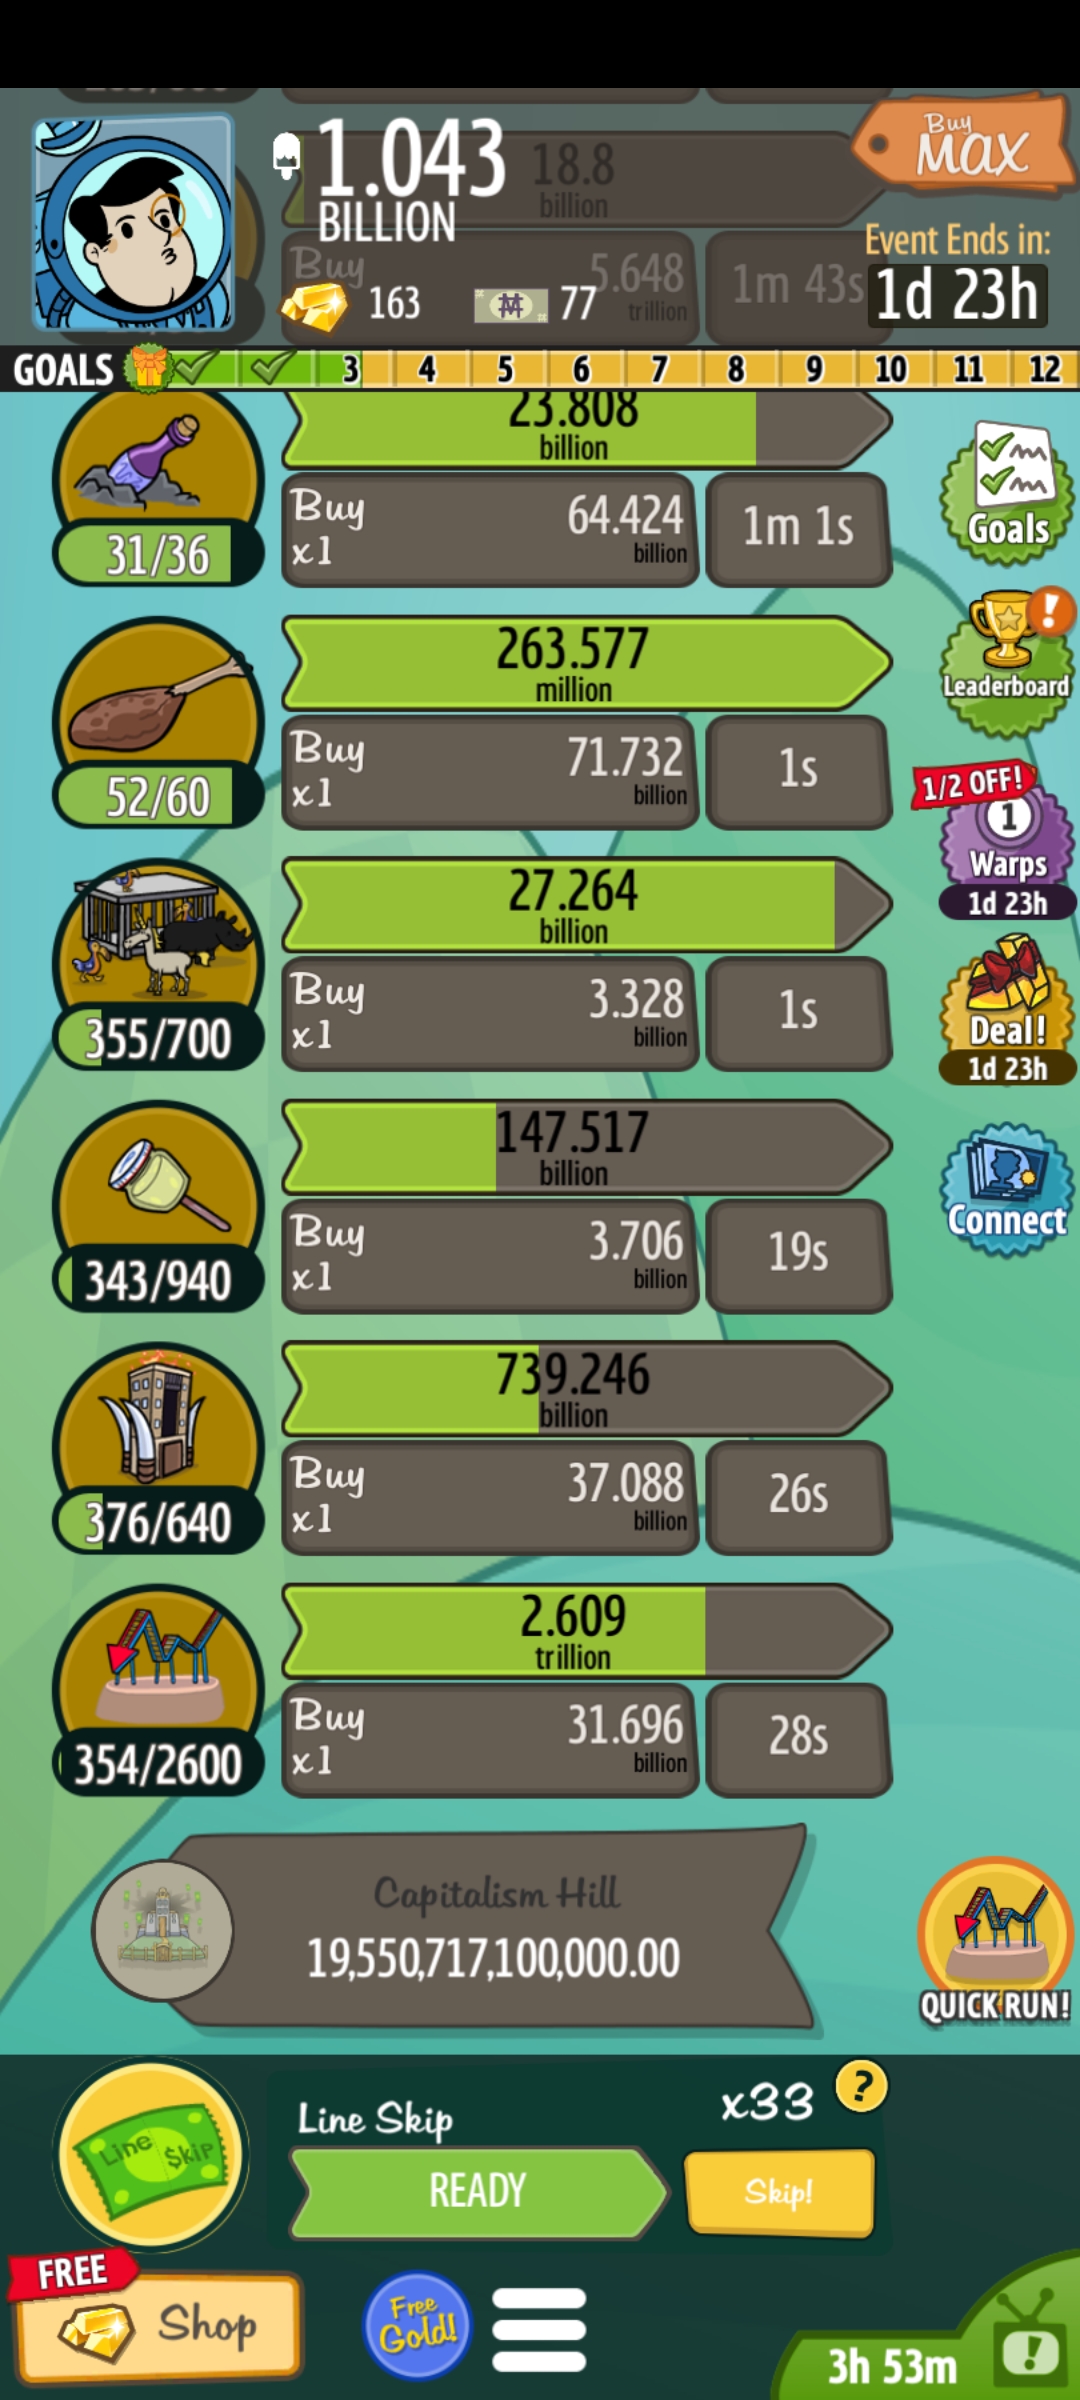 Buy
MAX
1.043
BILLION
18.8
billion
Event Ends in:
1d 23h
Buy
5.648
trillion
1m 43s
163
77
GOALS
3 4 5 6 7 8 9 10 11 12
23.808
billion
31/36
Buy
x1
64.424
billion
1m 1s
Goals
263.577
million
52/60
Buy
x1
71.732
billion
1s
Leaderboard
!
1/2 OFF!
1
Warps
1d 23h
27.264
billion
355/700
Buy
x1
3.328
billion
1s
Deal!
1d 23h
147.517
billion
343/940
Buy
x1
3.706
billion
19s
Connect
739.246
billion
376/640
Buy
x1
37.088
billion
26s
2.609
trillion
354/2600
Buy
x1
31.696
billion
28s
Capitalism Hill
19,550,717,100,000.00
QUICK RUN!
Line $kip
Line Skip
x33
?
READY
Skip!
FREE
Shop
Free
Gold!
3h 53m
!